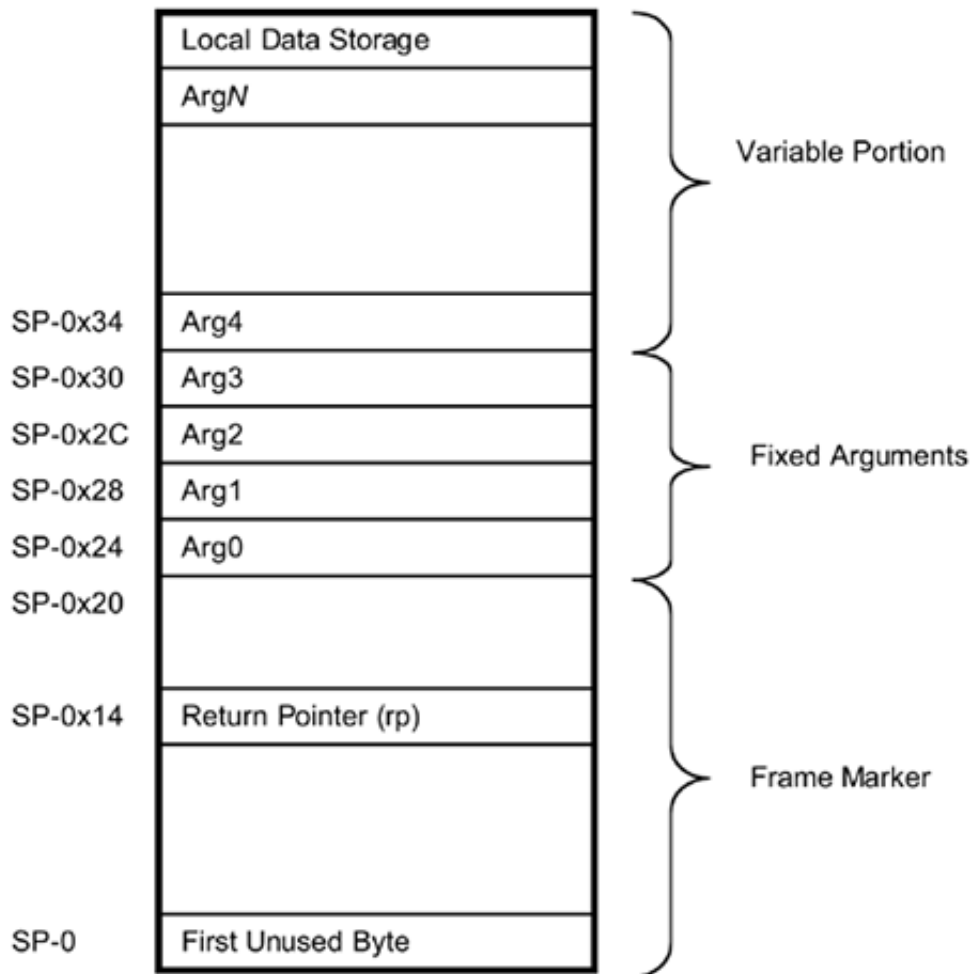 Local Data Storage
ArgN
Variable Portion
SP-0x34 Arg4
SP-0x30 Arg3
SP-0x2C Arg2
Fixed Arguments
SP-0x28 Arg1
SP-0x24 Arg0
SP-0x20
SP-0x14 Return Pointer (rp)
Frame Marker
SP-0 First Unused Byte